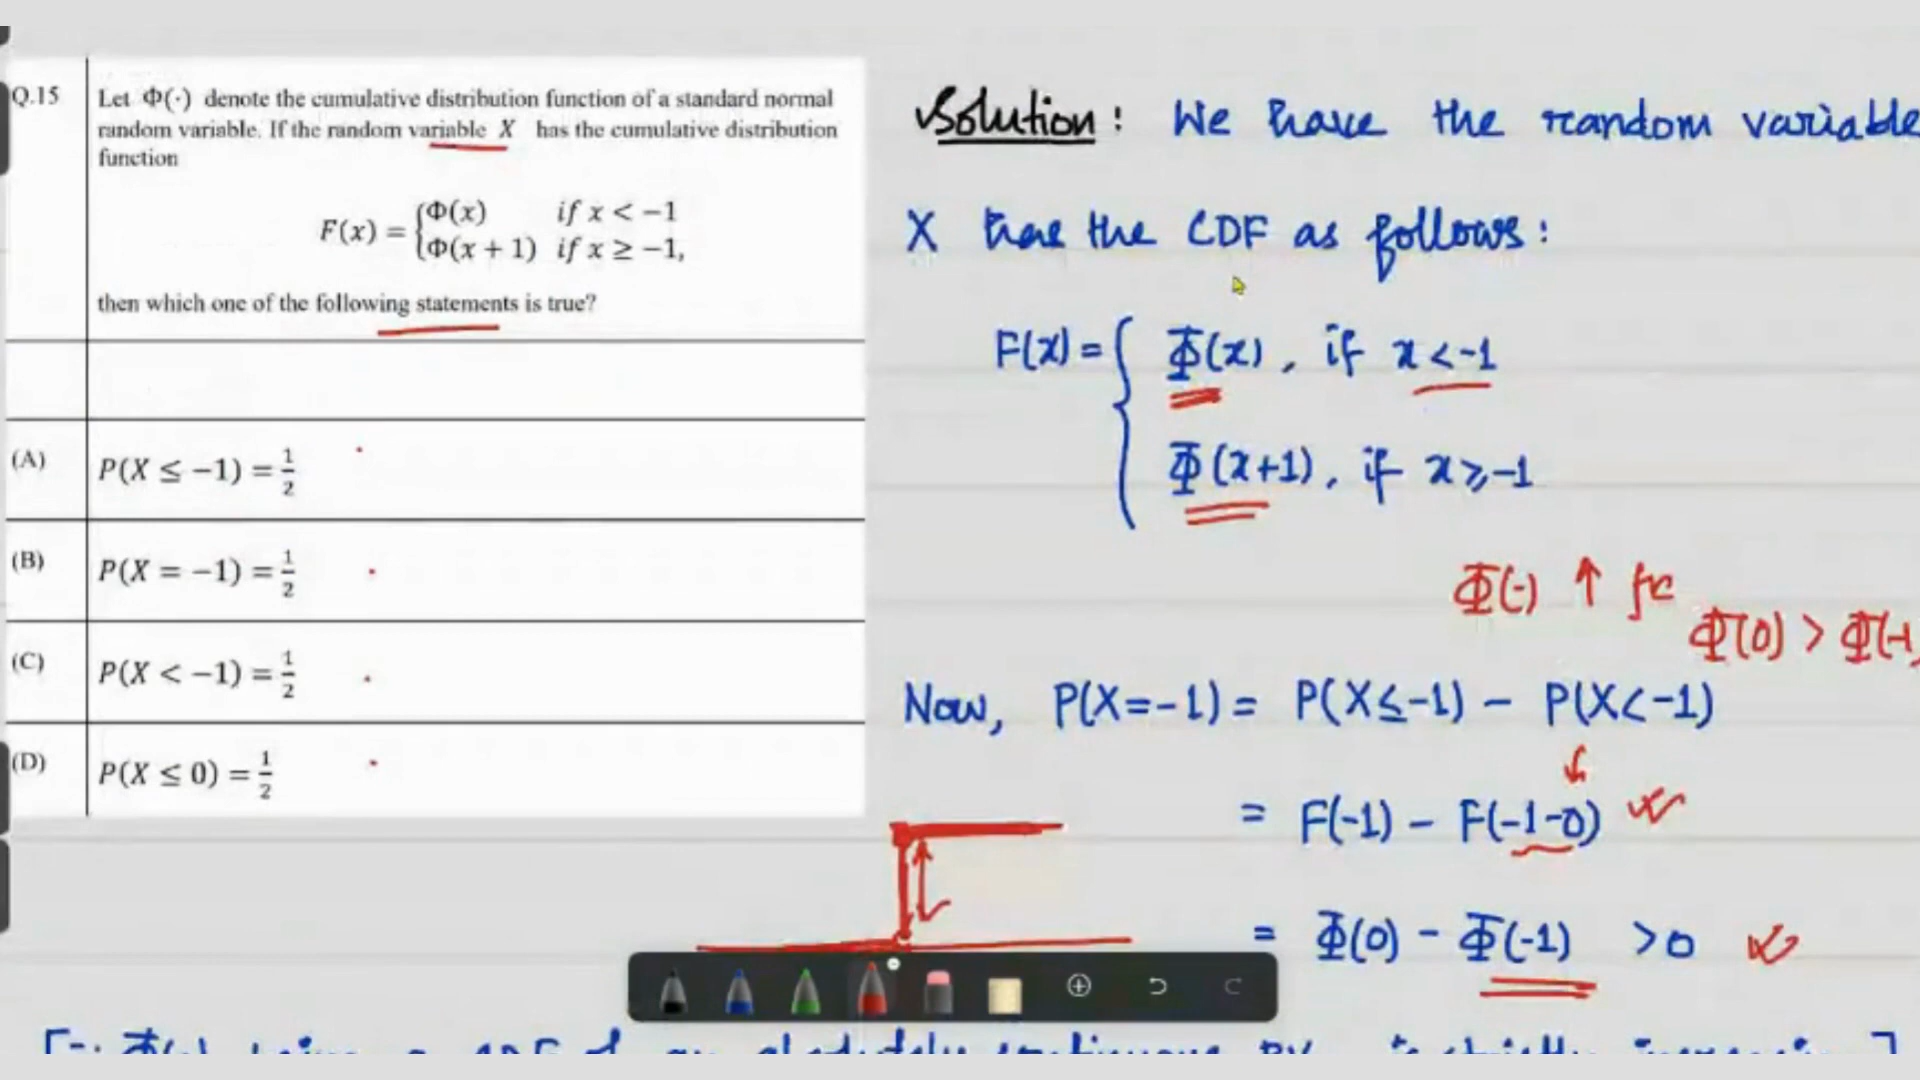 Q.15
Let Φ(·) denote the cumulative distribution function of a standard normal
random variable. If the random variable X has the cumulative distribution
function
F(x) = {Φ(x) if x < −1
Φ(x + 1) if x ≥ −1,
then which one of the following statements is true?
(A) P(X ≤ −1) = 1/2
(B) P(X = −1) = 1/2
(C) P(X < −1) = 1/2
(D) P(X ≤ 0) = 1/2
Solution: We have the random variable
X has the CDF as follows:
F(x) = { Φ(x), if x < -1
Φ(x+1), if x ≥ -1
Φ(·) ↑ fn
Φ(0) > Φ(-1)
Now, P(X=-1) = P(X≤-1) - P(X<-1)
= F(-1) - F(-1-0)
= Φ(0) - Φ(-1) >0